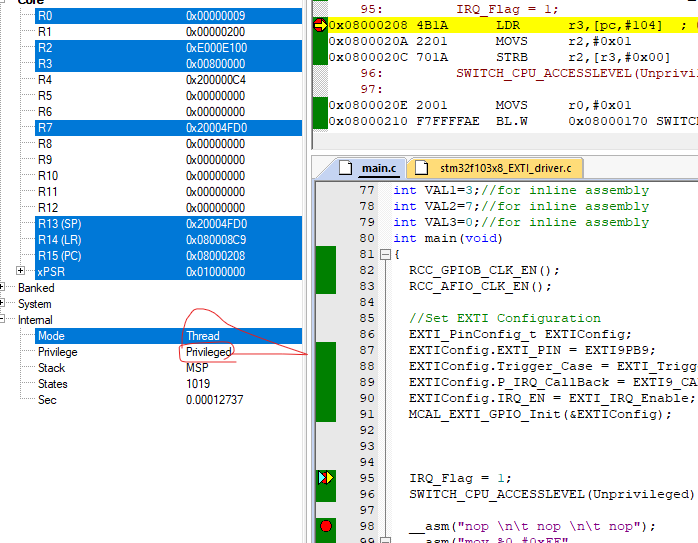 Core
R0 0x00000009
R1 0x00000200
R2 0xE000E100
R3 0x00800000
R4 0x200000C4
R5 0x00000000
R6 0x00000000
R7 0x20004FD0
R8 0x00000000
R9 0x00000000
R10 0x00000000
R11 0x00000000
R12 0x00000000
R13 (SP) 0x20004FD0
R14 (LR) 0x080008C9
R15 (PC) 0x08000208
xPSR 0x01000000
Banked
System
Internal
Mode Thread
Privilege Privileged
Stack MSP
States 1019
Sec 0.00012737
95: IRQ_Flag = 1;
0x08000208 4B1A LDR r3,[pc,#104] ; (
0x0800020A 2201 MOVS r2,#0x01
0x0800020C 701A STRB r2,[r3,#0x00]
96: SWITCH_CPU_ACCESSLEVEL(Unprivil
97:
0x0800020E 2001 MOVS r0,#0x01
0x08000210 F7FFFFAE BL.W 0x08000170 SWITC
main.c stm32f103x8_EXTI_driver.c
77 int VAL1=3;//for inline assembly
78 int VAL2=7;//for inline assembly
79 int VAL3=0;//for inline assembly
80 int main(void)
81 {
82 RCC_GPIOB_CLK_EN();
83 RCC_AFIO_CLK_EN();
84
85 //Set EXTI Configuration
86 EXTI_PinConfig_t EXTIConfig;
87 EXTIConfig.EXTI_PIN = EXTI9PB9;
88 EXTIConfig.Trigger_Case = EXTI_Trigg
89 EXTIConfig.P_IRQ_CallBack = EXTI9_CA
90 EXTIConfig.IRQ_EN = EXTI_IRQ_Enable;
91 MCAL_EXTI_GPIO_Init(&EXTIConfig);
92
93
94
95 IRQ_Flag = 1;
96 SWITCH_CPU_ACCESSLEVEL(Unprivileged)
97
98 __asm("nop \n\t nop \n\t nop");
99 __asm("mov %0,#0xFF"